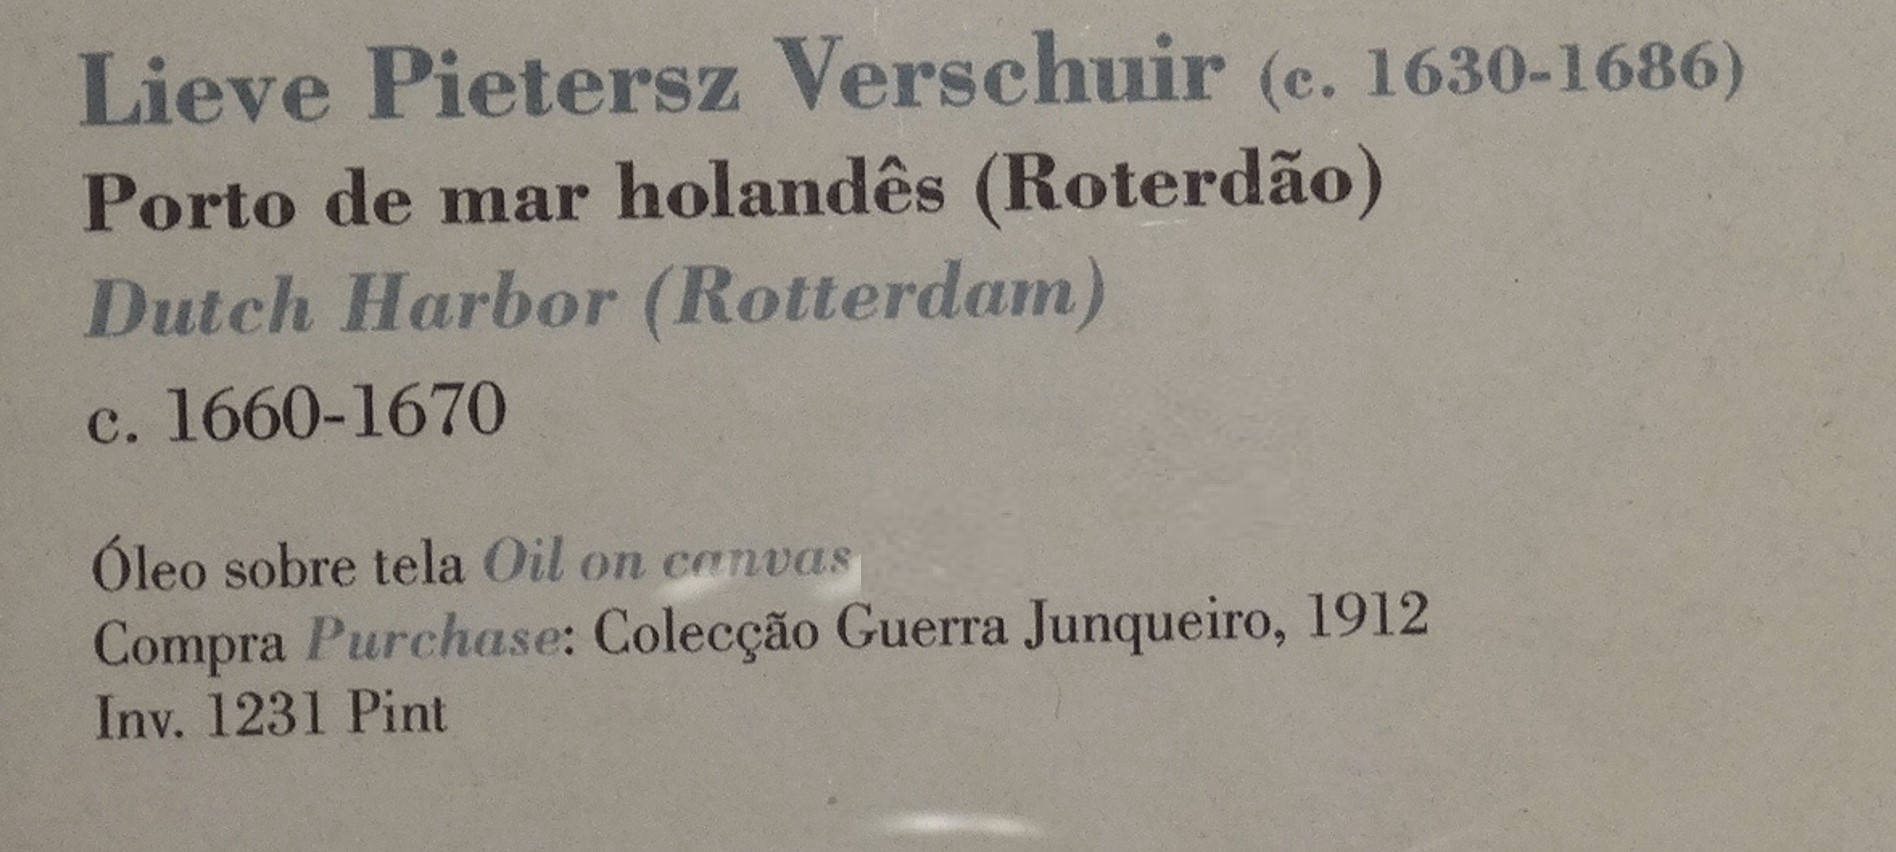 Lieve Pietersz Verschuir (c. 1630-1686)
Porto de mar holandês (Roterdão)
Dutch Harbor (Rotterdam)
c. 1660-1670
Óleo sobre tela Oil on canvas
Compra Purchase: Colecção Guerra Junqueiro, 1912
Inv. 1231 Pint